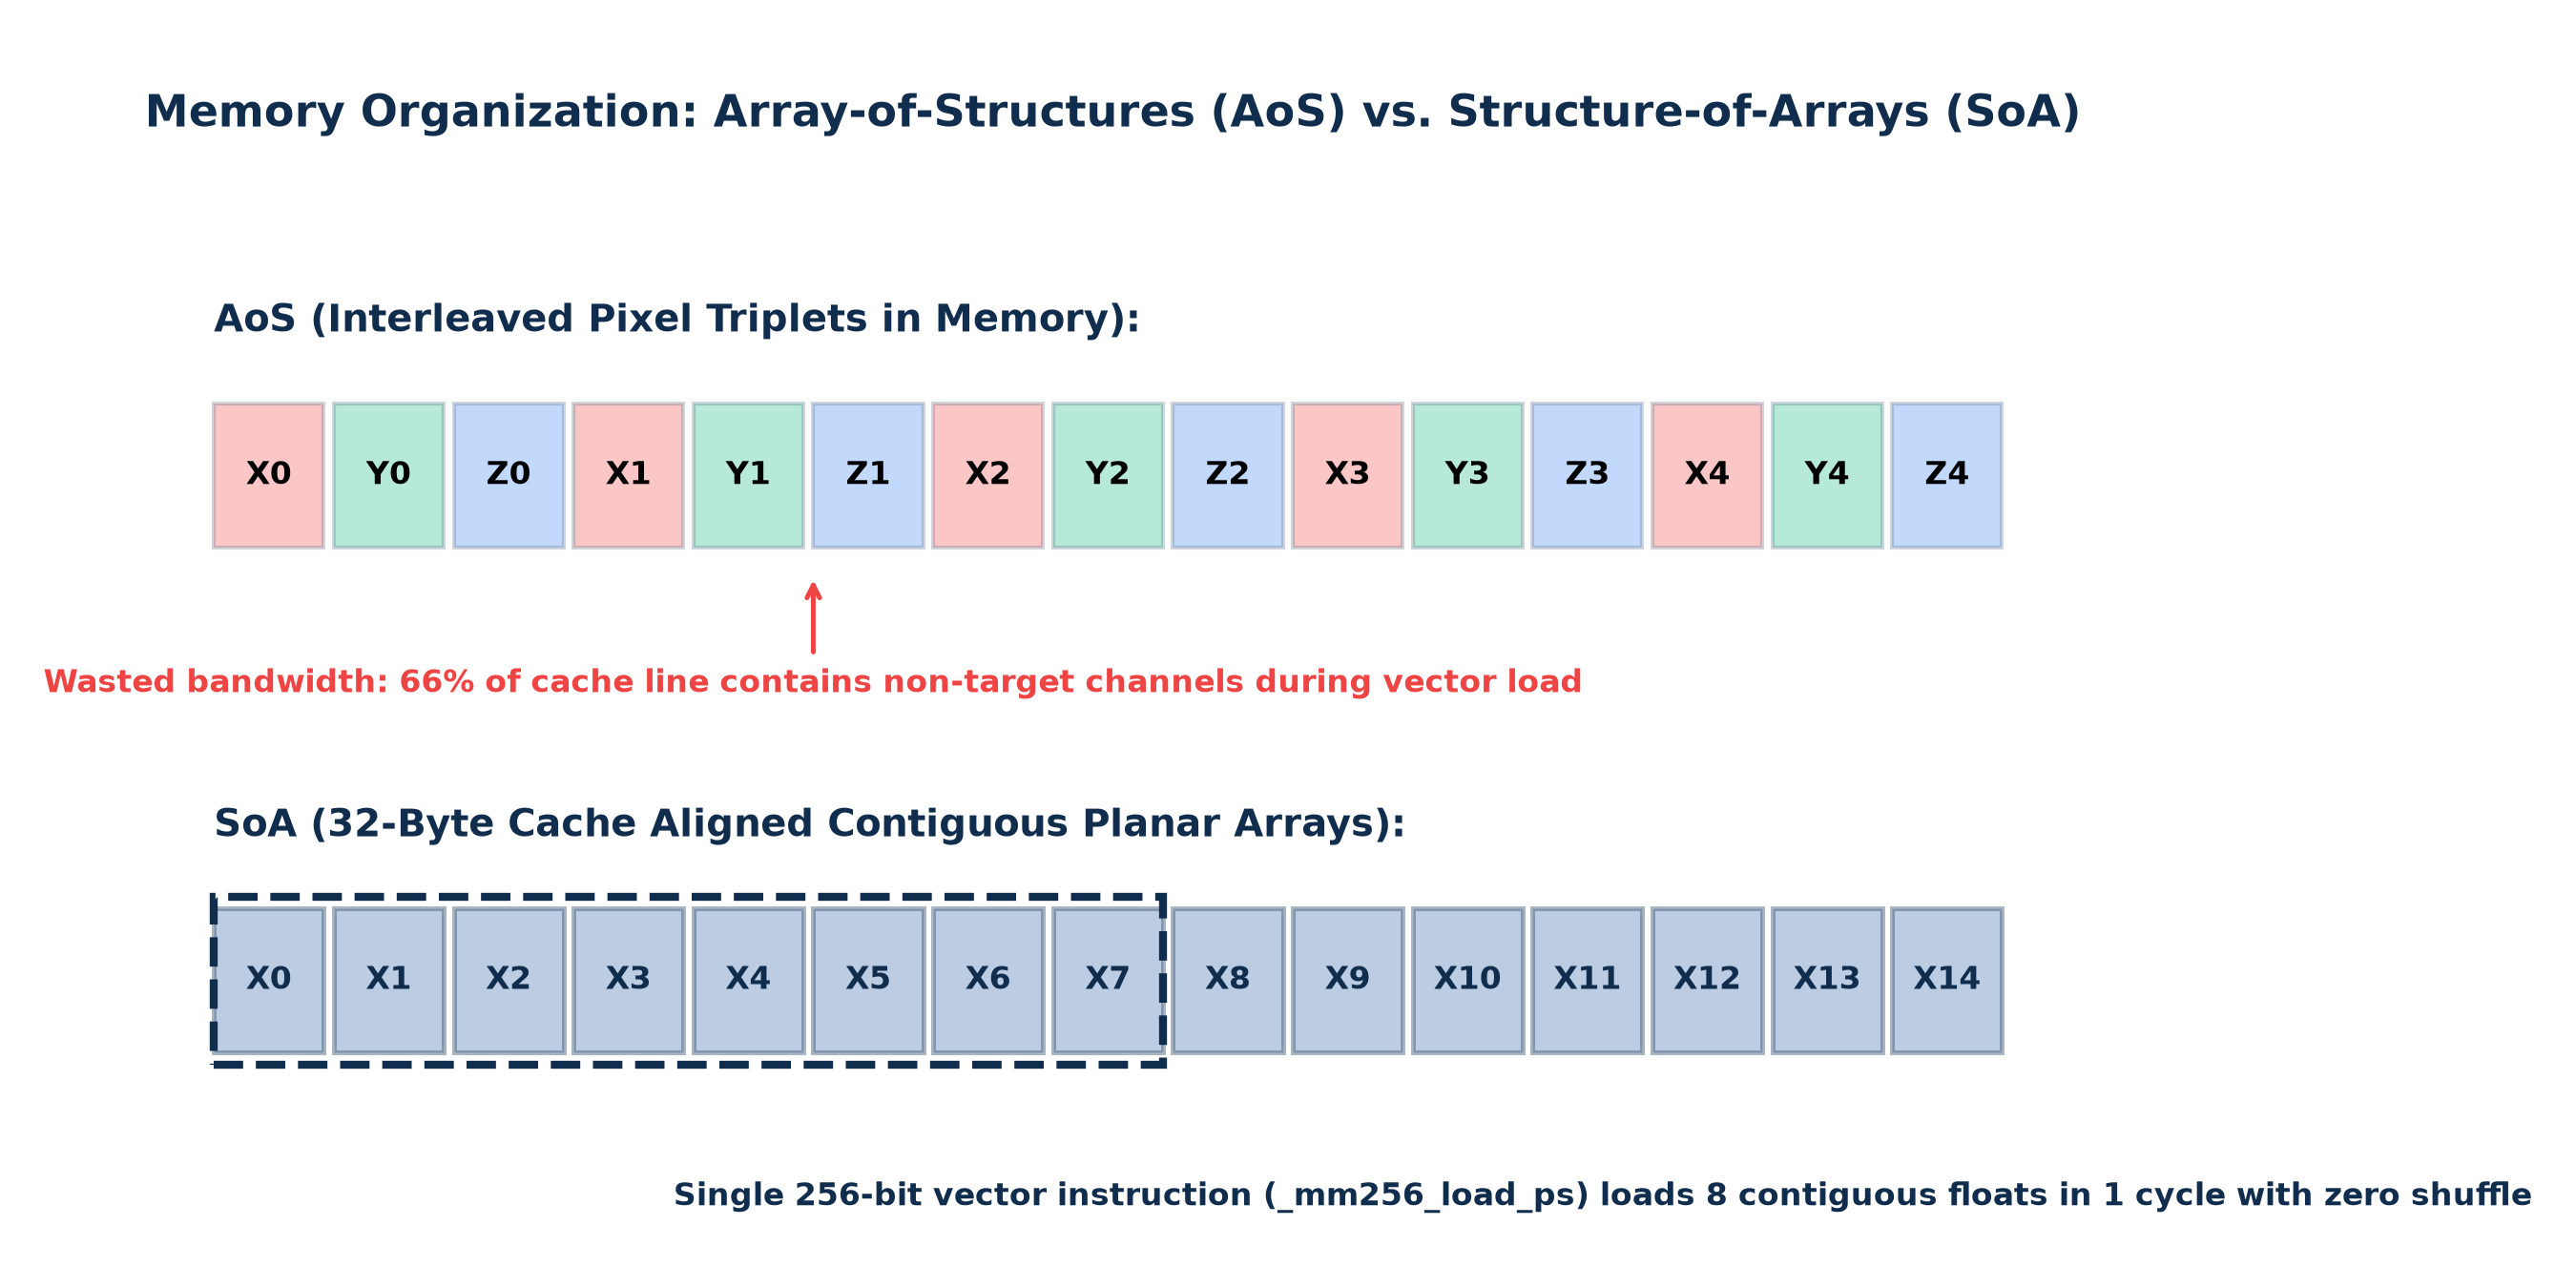 Memory Organization: Array-of-Structures (AoS) vs. Structure-of-Arrays (SoA)
AoS (Interleaved Pixel Triplets in Memory):
X0 Y0 Z0 X1 Y1 Z1 X2 Y2 Z2 X3 Y3 Z3 X4 Y4 Z4
Wasted bandwidth: 66% of cache line contains non-target channels during vector load
SoA (32-Byte Cache Aligned Contiguous Planar Arrays):
X0 X1 X2 X3 X4 X5 X6 X7 X8 X9 X10 X11 X12 X13 X14
Single 256-bit vector instruction (_mm256_load_ps) loads 8 contiguous floats in 1 cycle with zero shuffle